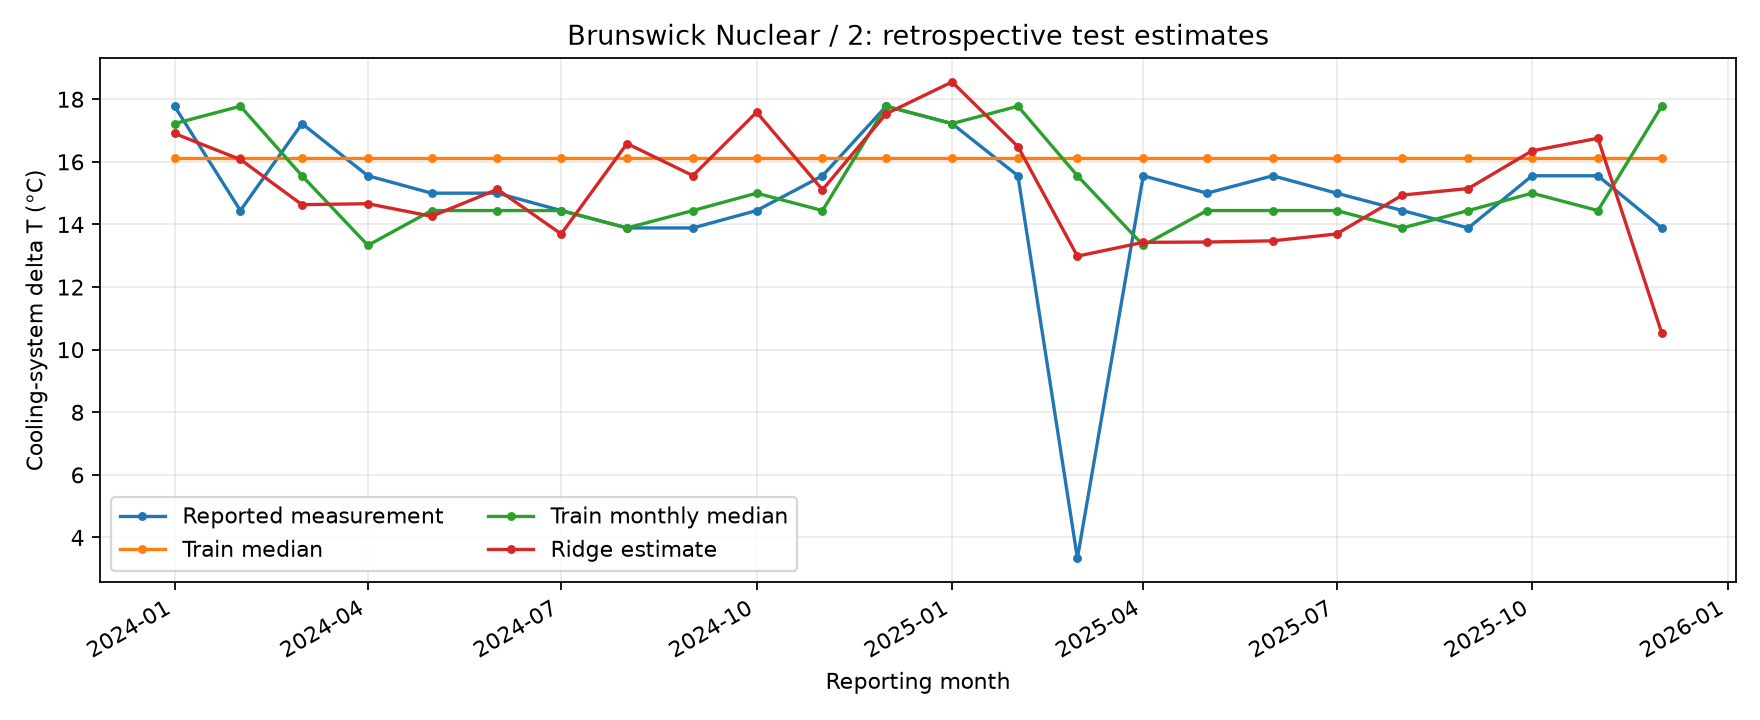 Brunswick Nuclear / 2: retrospective test estimates
Cooling-system delta T (°C)
18
16
14
12
10
8
6
4
Reported measurement
Train median
Train monthly median
Ridge estimate
2024-01
2024-04
2024-07
2024-10
2025-01
2025-04
2025-07
2025-10
2026-01
Reporting month